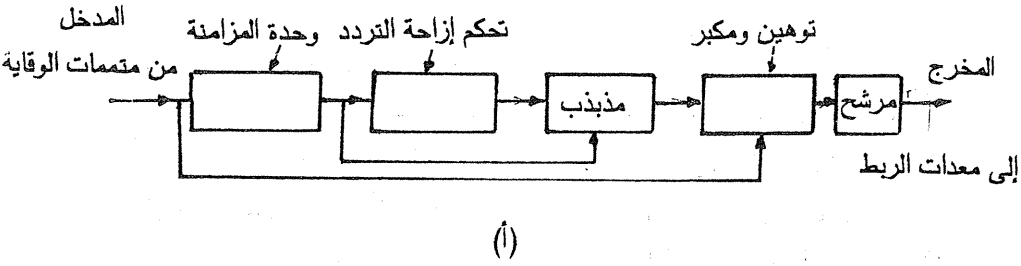 المدخل
من متممات الوقاية
وحدة المزامنة
تحكم إزاحة التردد
مذبذب
توهين ومكبر
مرشح
المخرج
إلى معدات الربط
(أ)